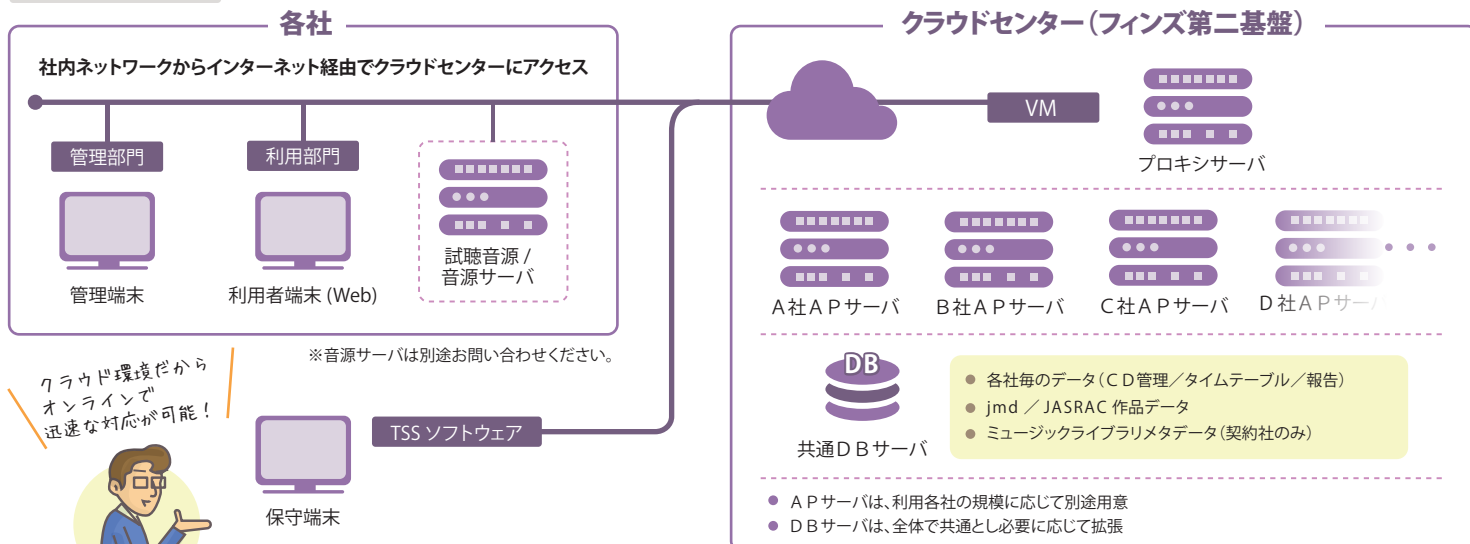 各社
社内ネットワークからインターネット経由でクラウドセンターにアクセス
管理部門
利用部門
管理端末
利用者端末 (Web)
試聴音源 /
音源サーバ
※音源サーバは別途お問い合わせください。
クラウド環境だから
オンラインで
迅速な対応が可能!
TSS ソフトウェア
保守端末
クラウドセンター(フィンズ第二基盤)
VM
プロキシサーバ
A社APサーバ
B社APサーバ
C社APサーバ
D社APサーバ
DB
共通DBサーバ
● 各社毎のデータ(CD管理/タイムテーブル/報告)
● jmd / JASRAC 作品データ
● ミュージックライブラリメタデータ(契約社のみ)
● APサーバは、利用各社の規模に応じて別途用意
● DBサーバは、全体で共通とし必要に応じて拡張